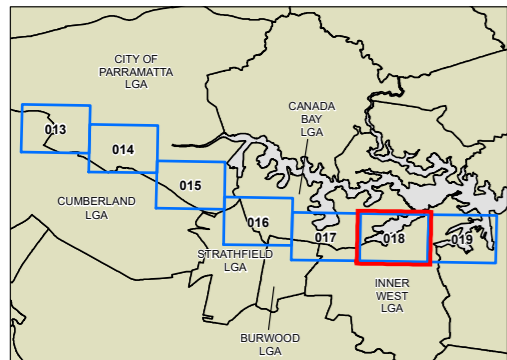 CITY OF
PARRAMATTA
LGA
CANADA
BAY
LGA
013
014
015
CUMBERLAND
LGA
016
017
018
019
STRATHFIELD
LGA
INNER
WEST
LGA
BURWOOD
LGA